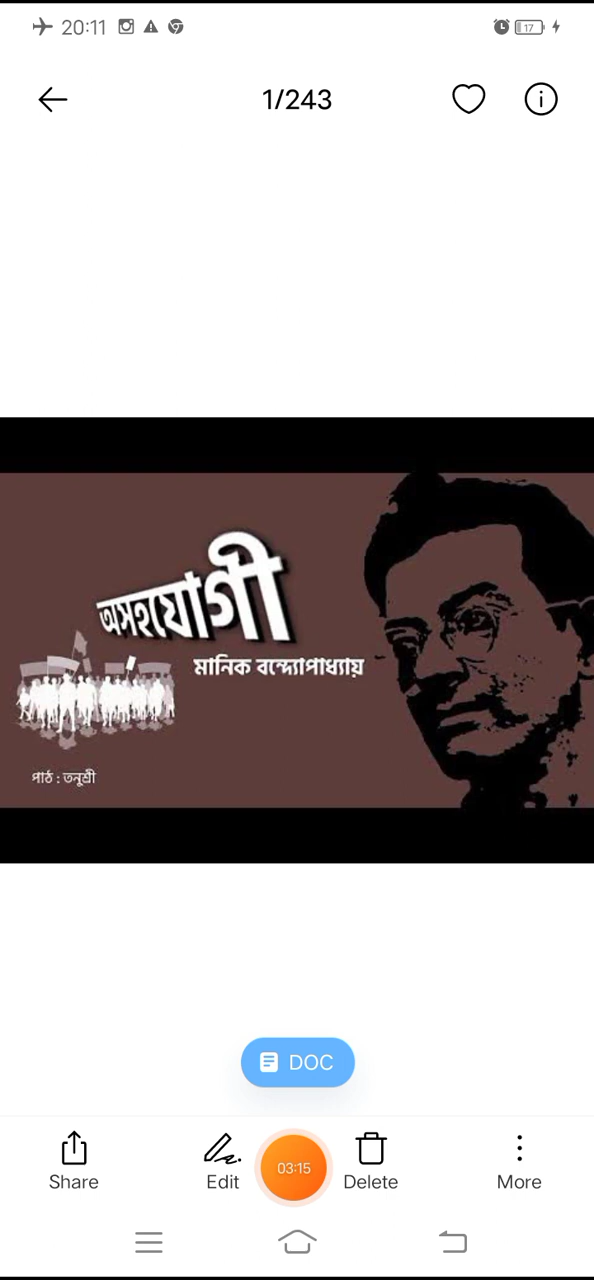 20:11
17
1/243
অসহযোগী
মানিক বন্দ্যোপাধ্যায়
পাঠ : তনুশ্রী
DOC
Share
Edit
03:15
Delete
More